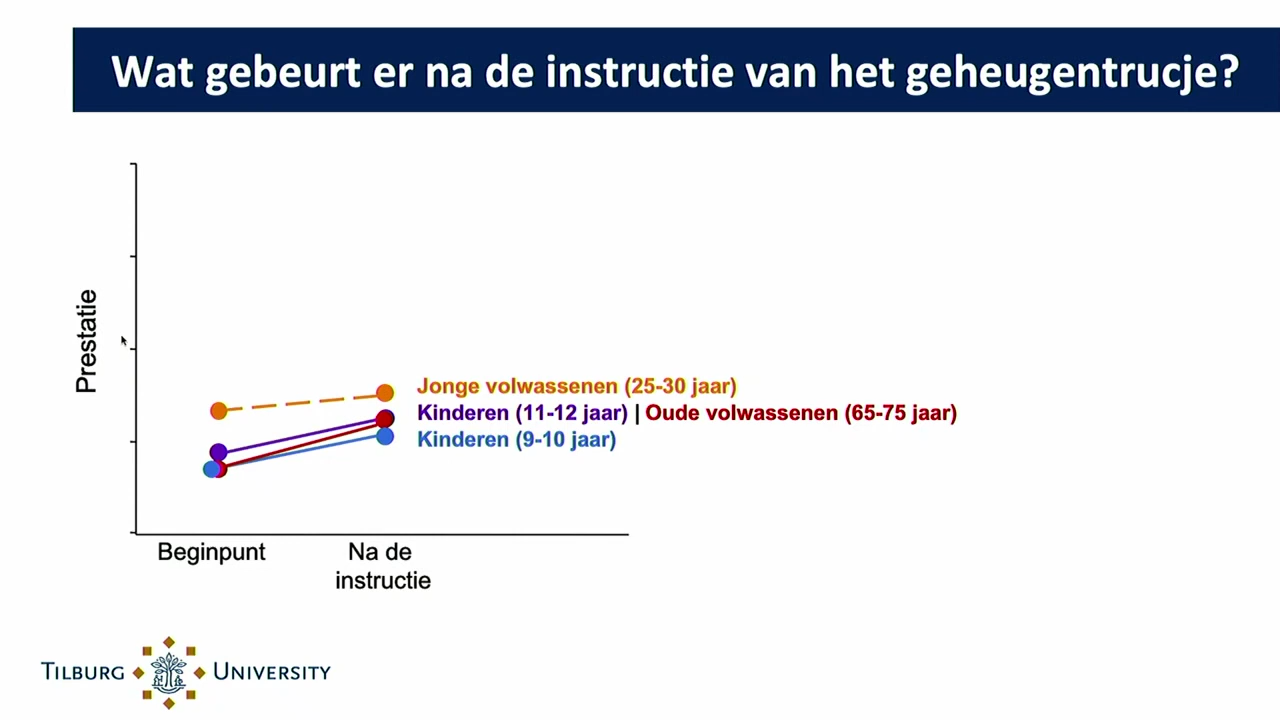 Wat gebeurt er na de instructie van het geheugentrucje?
Prestatie
Jonge volwassenen (25-30 jaar)
Kinderen (11-12 jaar) | Oude volwassenen (65-75 jaar)
Kinderen (9-10 jaar)
Beginpunt
Na de
instructie
TILBURG UNIVERSITY